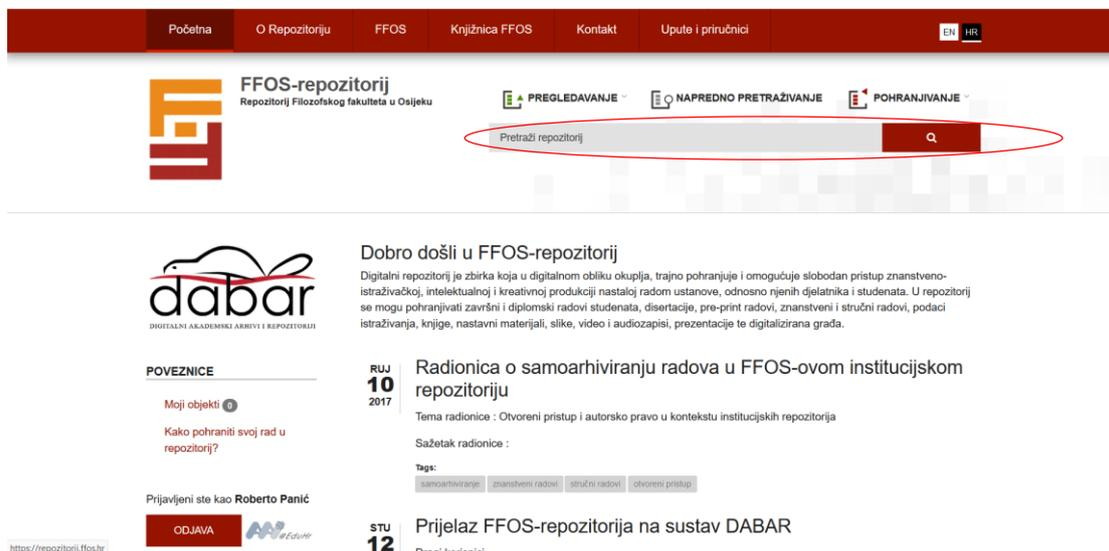 Početna O Repozitoriju FFOS Knjižnica FFOS Kontakt Upute i priručnici EN HR
FFOS-repozitorij
Repozitorij Filozofskog fakulteta u Osijeku
PREGLEDAVANJE NAPREDNO PRETRAŽIVANJE POHRANJIVANJE
Pretraži repozitorij
dabar
DIGITALNI AKADEMSKI ARHIVI I REPOZITORIJI
Dobro došli u FFOS-repozitorij
Digitalni repozitorij je zbirka koja u digitalnom obliku okuplja, trajno pohranjuje i omogućuje slobodan pristup znanstveno-
istraživačkoj, intelektualnoj i kreativnoj produkciji nastaloj radom ustanove, odnosno njenih djelatnika i studenata. U repozitorij
se mogu pohranjivati završni i diplomski radovi studenata, disertacije, pre-print radovi, znanstveni i stručni radovi, podaci
istraživanja, knjige, nastavni materijali, slike, video i audiozapisi, prezentacije te digitalizirana građa.
POVEZNICE
Moji objekti 0
Kako pohraniti svoj rad u
repozitorij?
Prijavljeni ste kao Roberto Panić
ODJAVA AAI@EduHr
RUJ
10
2017
Radionica o samoarhiviranju radova u FFOS-ovom institucijskom
repozitoriju
Tema radionice : Otvoreni pristup i autorsko pravo u kontekstu institucijskih repozitorija
Sažetak radionice :
Tags:
samoarhiviranje znanstveni radovi stručni radovi otvoreni pristup
STU
12
Prijelaz FFOS-repozitorija na sustav DABAR
https://repozitorij.ffos.hr